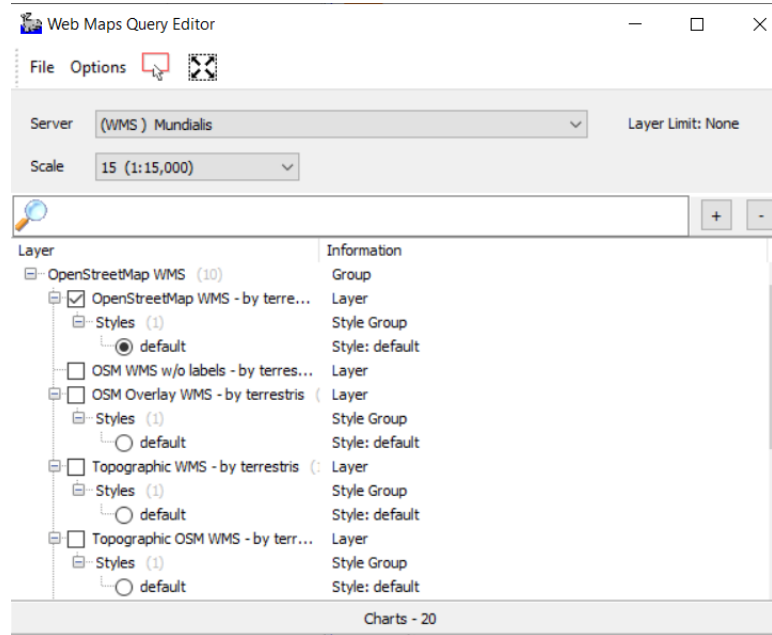 Web Maps Query Editor
File Options
Server (WMS ) Mundialis Layer Limit: None
Scale 15 (1:15,000)
+ -
Layer Information
OpenStreetMap WMS (10) Group
OpenStreetMap WMS - by terre... Layer
Styles (1) Style Group
default Style: default
OSM WMS w/o labels - by terres... Layer
OSM Overlay WMS - by terrestris ( Layer
Styles (1) Style Group
default Style: default
Topographic WMS - by terrestris (: Layer
Styles (1) Style Group
default Style: default
Topographic OSM WMS - by terr... Layer
Styles (1) Style Group
default Style: default
Charts - 20